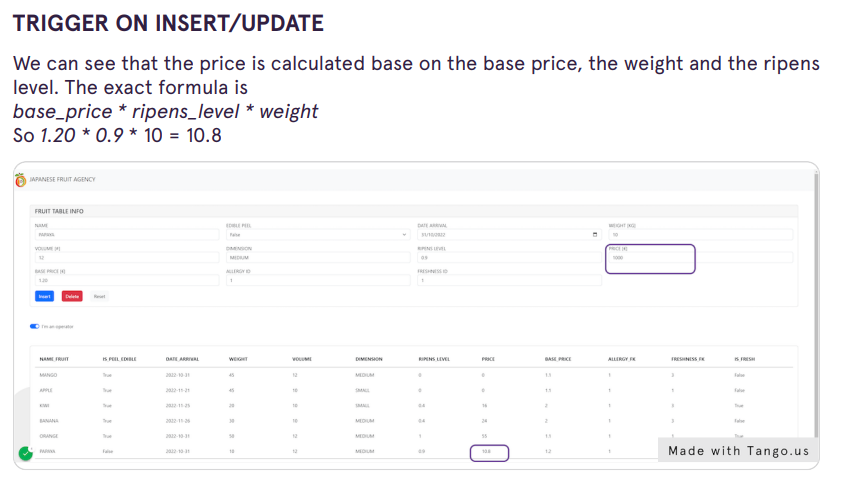 TRIGGER ON INSERT/UPDATE
We can see that the price is calculated base on the base price, the weight and the ripens
level. The exact formula is
base_price * ripens_level * weight
So 1.20 * 0.9 * 10 = 10.8
JAPANESE FRUIT AGENCY
FRUIT TABLE INFO
NAME EDIBLE PEEL DATE ARRIVAL WEIGHT [KG]
PAPAYA False 31/10/2022 10
VOLUME [M³] DIMENSION RIPENS LEVEL PRICE [€]
12 MEDIUM 0.9 1000
BASE PRICE [€] ALLERGY ID FRESHNESS ID
1.20 1 1
Insert Delete Reset
I'm an operator
NAME_FRUIT IS_PEEL_EDIBLE DATE_ARRIVAL WEIGHT VOLUME DIMENSION RIPENS_LEVEL PRICE BASE_PRICE ALLERGY_FK FRESHNESS_FK IS_FRESH
MANGO True 2022-10-31 45 12 MEDIUM 0 0 1.1 1 3 False
APPLE True 2022-11-21 45 10 SMALL 0 0 1.1 1 1 False
KIWI True 2022-11-25 20 10 SMALL 0.4 16 2 1 3 True
BANANA True 2022-11-26 30 10 MEDIUM 0.4 24 2 1 3 True
ORANGE True 2022-10-31 50 12 MEDIUM 1 55 1.1 1 1 True
PAPAYA False 2022-10-31 10 12 MEDIUM 0.9 10.8 1.2 1
Made with Tango.us